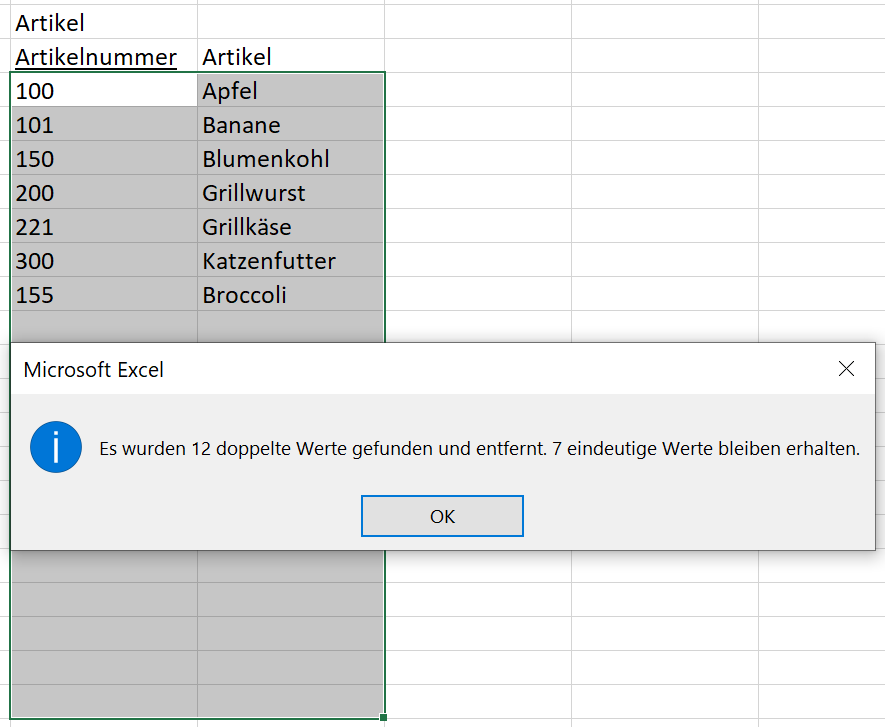 Artikel
Artikelnummer Artikel
100 Apfel
101 Banane
150 Blumenkohl
200 Grillwurst
221 Grillkäse
300 Katzenfutter
155 Broccoli
Microsoft Excel
Es wurden 12 doppelte Werte gefunden und entfernt. 7 eindeutige Werte bleiben erhalten.
OK